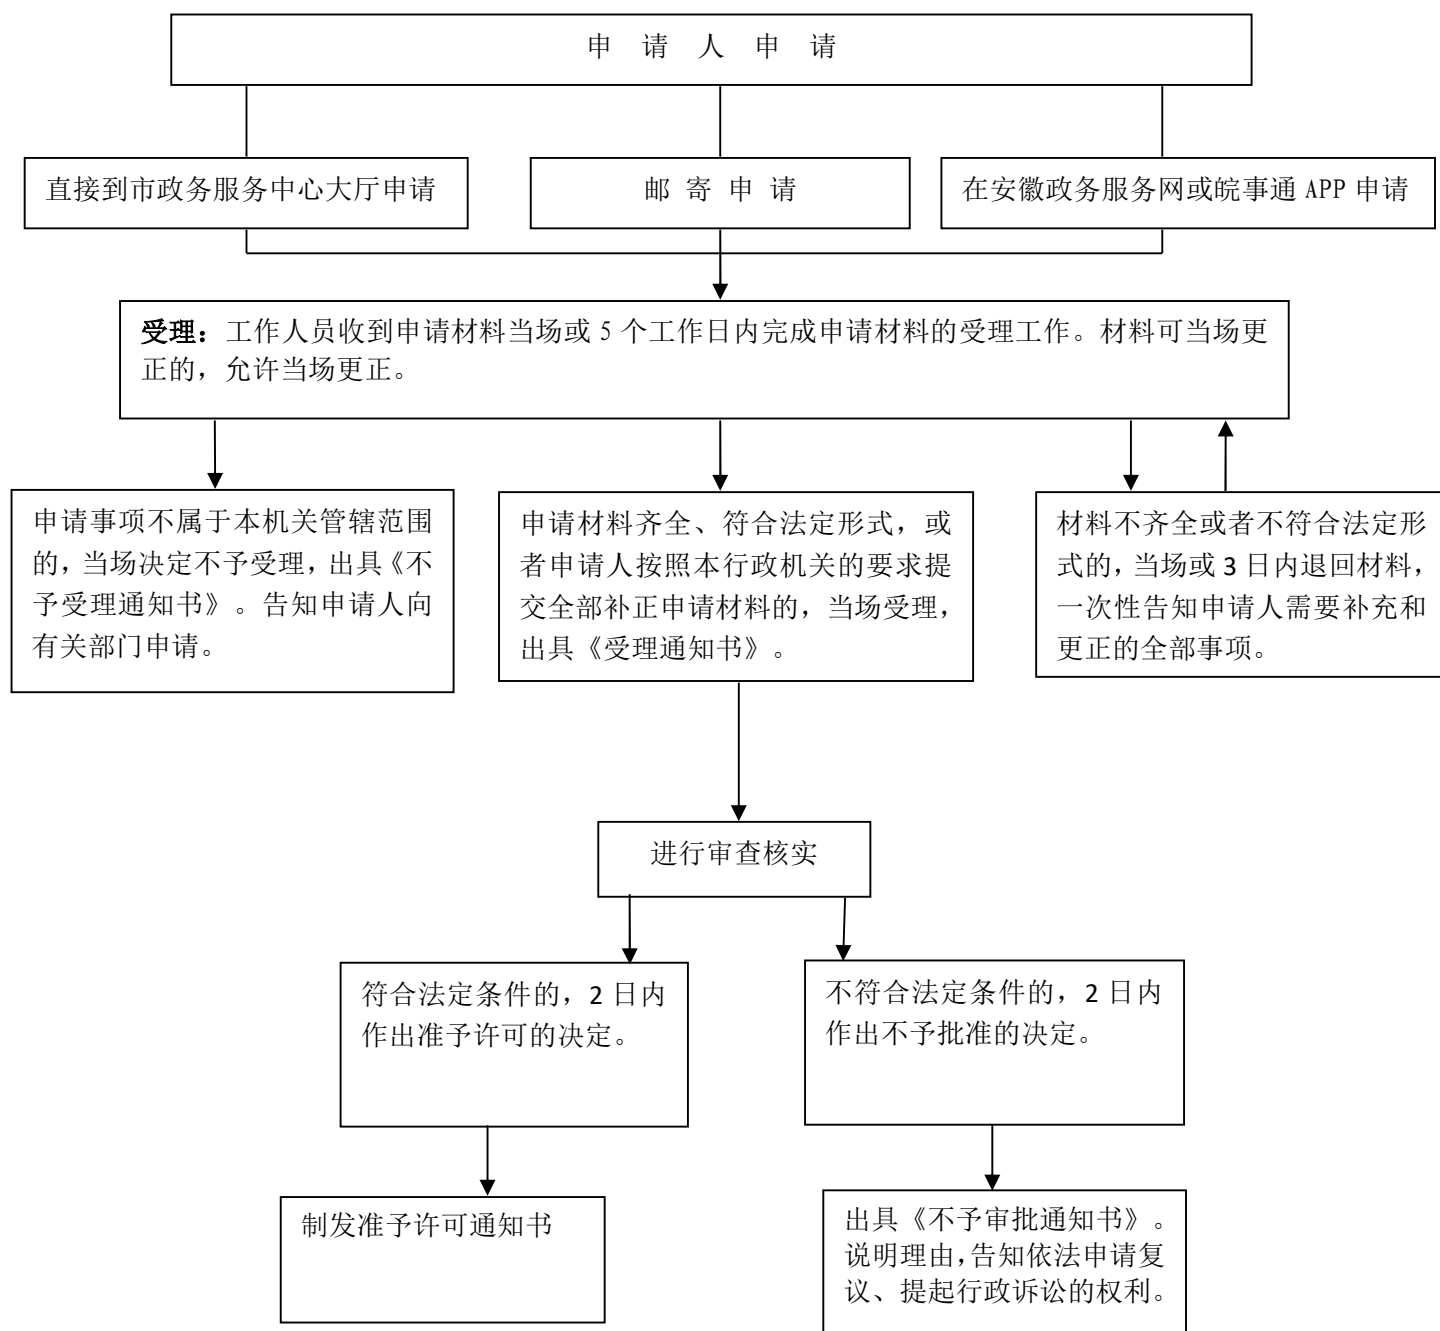 申 请 人 申 请
直接到市政务服务中心大厅申请
邮 寄 申 请
在安徽政务服务网或皖事通 APP 申请
受理：工作人员收到申请材料当场或 5 个工作日内完成申请材料的受理工作。材料可当场更
正的，允许当场更正。
申请事项不属于本机关管辖范围
的，当场决定不予受理，出具《不
予受理通知书》。告知申请人向
有关部门申请。
申请材料齐全、符合法定形式，或
者申请人按照本行政机关的要求提
交全部补正申请材料的，当场受理，
出具《受理通知书》。
材料不齐全或者不符合法定形
式的，当场或 3 日内退回材料，
一次性告知申请人需要补充和
更正的全部事项。
进行审查核实
符合法定条件的，2 日内
作出准予许可的决定。
不符合法定条件的，2 日内
作出不予批准的决定。
制发准予许可通知书
出具《不予审批通知书》。
说明理由，告知依法申请复
议、提起行政诉讼的权利。